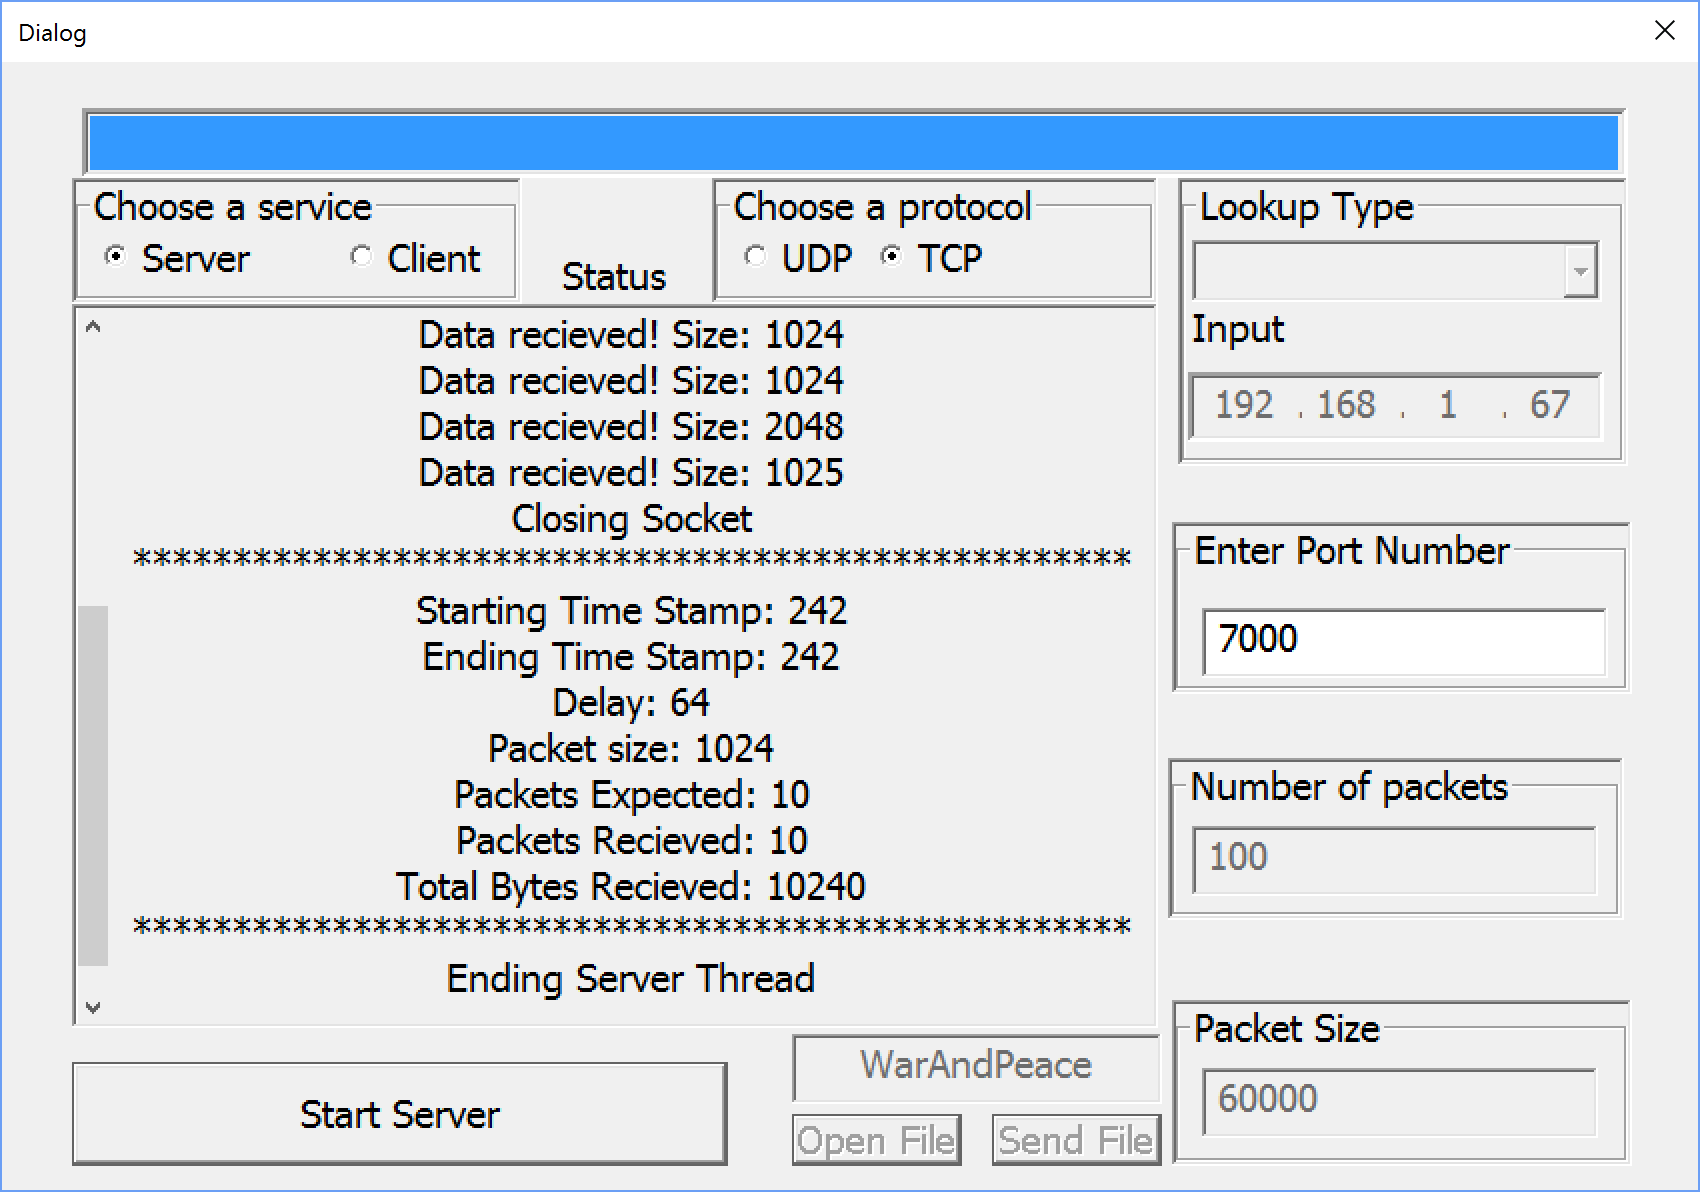 Dialog
Choose a service
Server Client
Status
Choose a protocol
UDP TCP
Lookup Type
Input
192 . 168 . 1 . 67
Data recieved! Size: 1024
Data recieved! Size: 1024
Data recieved! Size: 2048
Data recieved! Size: 1025
Closing Socket
**************************************************
Starting Time Stamp: 242
Ending Time Stamp: 242
Delay: 64
Packet size: 1024
Packets Expected: 10
Packets Recieved: 10
Total Bytes Recieved: 10240
**************************************************
Ending Server Thread
Enter Port Number
7000
Number of packets
100
Packet Size
60000
Start Server
WarAndPeace
Open File Send File